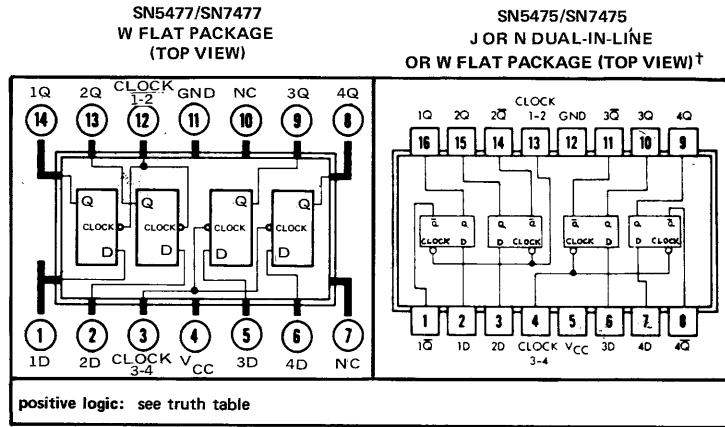 SN5477/SN7477
W FLAT PACKAGE
(TOP VIEW)
1Q 2Q CLOCK 1-2 GND NC 3Q 4Q
14 13 12 11 10 9 8
Q Q Q Q
CLOCK CLOCK CLOCK CLOCK
D D D D
1 2 3 4 5 6 7
1D 2D CLOCK 3-4 VCC 3D 4D NC
SN5475/SN7475
J OR N DUAL-IN-LINE
OR W FLAT PACKAGE (TOP VIEW)†
1Q 2Q 2Q̅ CLOCK 1-2 GND 3Q̅ 3Q 4Q
16 15 14 13 12 11 10 9
Q̅ Q Q̅ Q Q̅ Q Q Q̅
CLOCK D D CLOCK CLOCK D D CLOCK
1 2 3 4 5 6 7 8
1Q̅ 1D 2D CLOCK 3-4 VCC 3D 4D 4Q̅
positive logic: see truth table